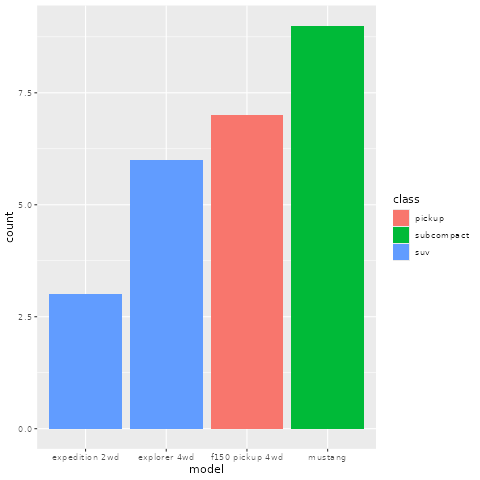 7.5
5.0
2.5
0.0
count
expedition 2wd explorer 4wd f150 pickup 4wd mustang
model
class
pickup
subcompact
suv